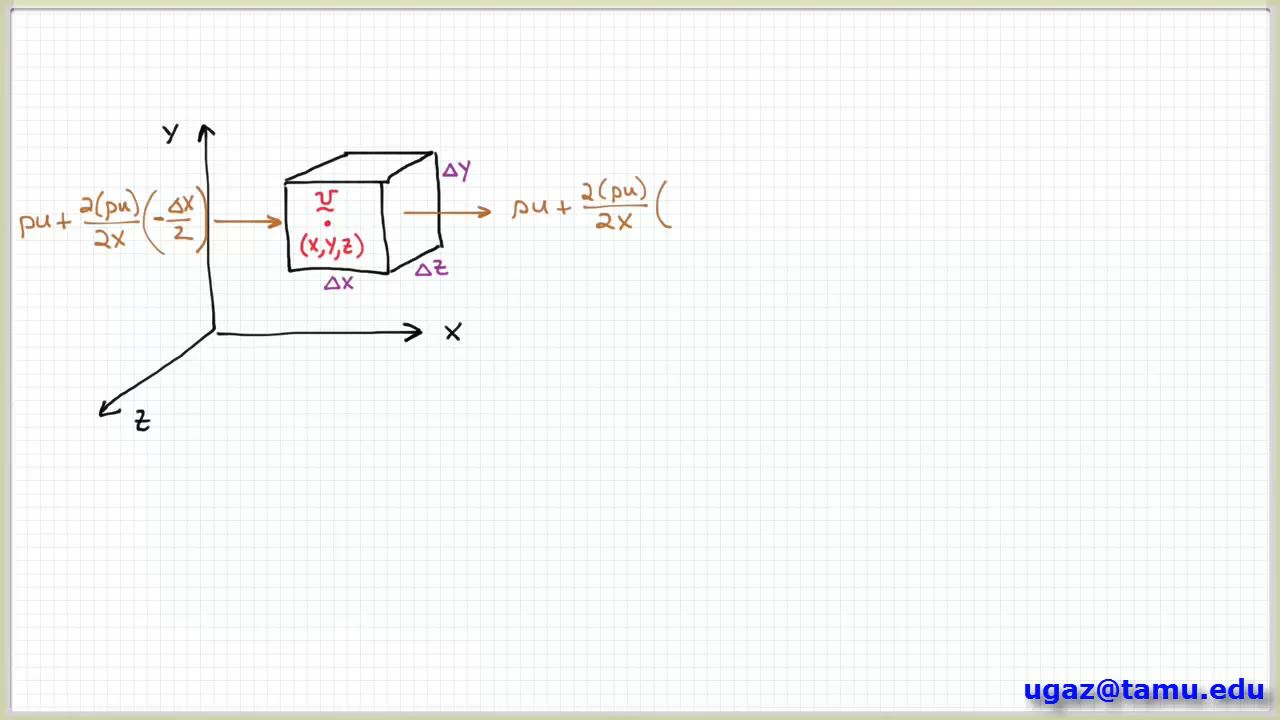 Y
ΔY
ρu + ∂(ρu)/∂x (-Δx/2)
v
(x,y,z)
ρu + ∂(ρu)/∂x (
Δz
Δx
x
z
ugaz@tamu.edu